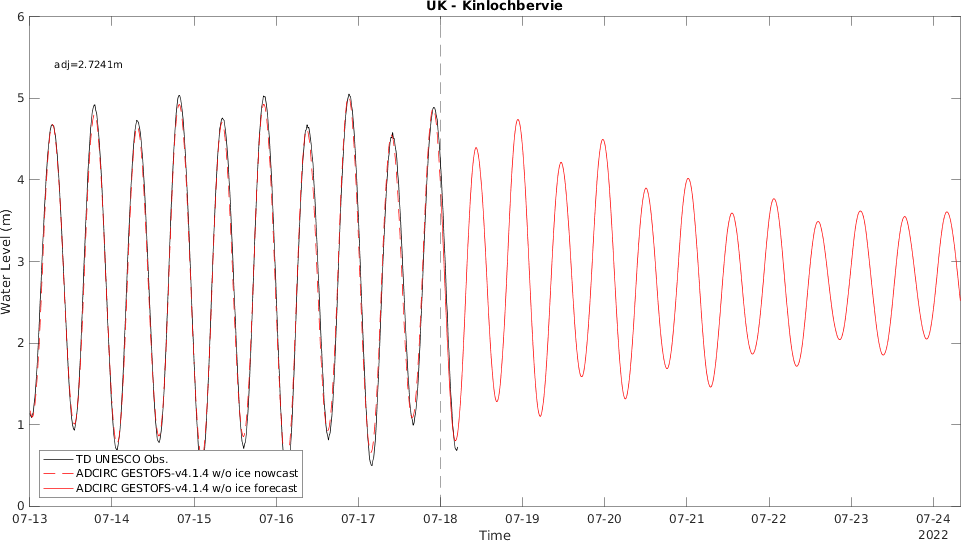 UK - Kinlochbervie
6
adj=2.7241m
5
4
3
2
1
0
Water Level (m)
TD UNESCO Obs.
ADCIRC GESTOFS-v4.1.4 w/o ice nowcast
ADCIRC GESTOFS-v4.1.4 w/o ice forecast
07-13 07-14 07-15 07-16 07-17 07-18 07-19 07-20 07-21 07-22 07-23 07-24
Time
2022